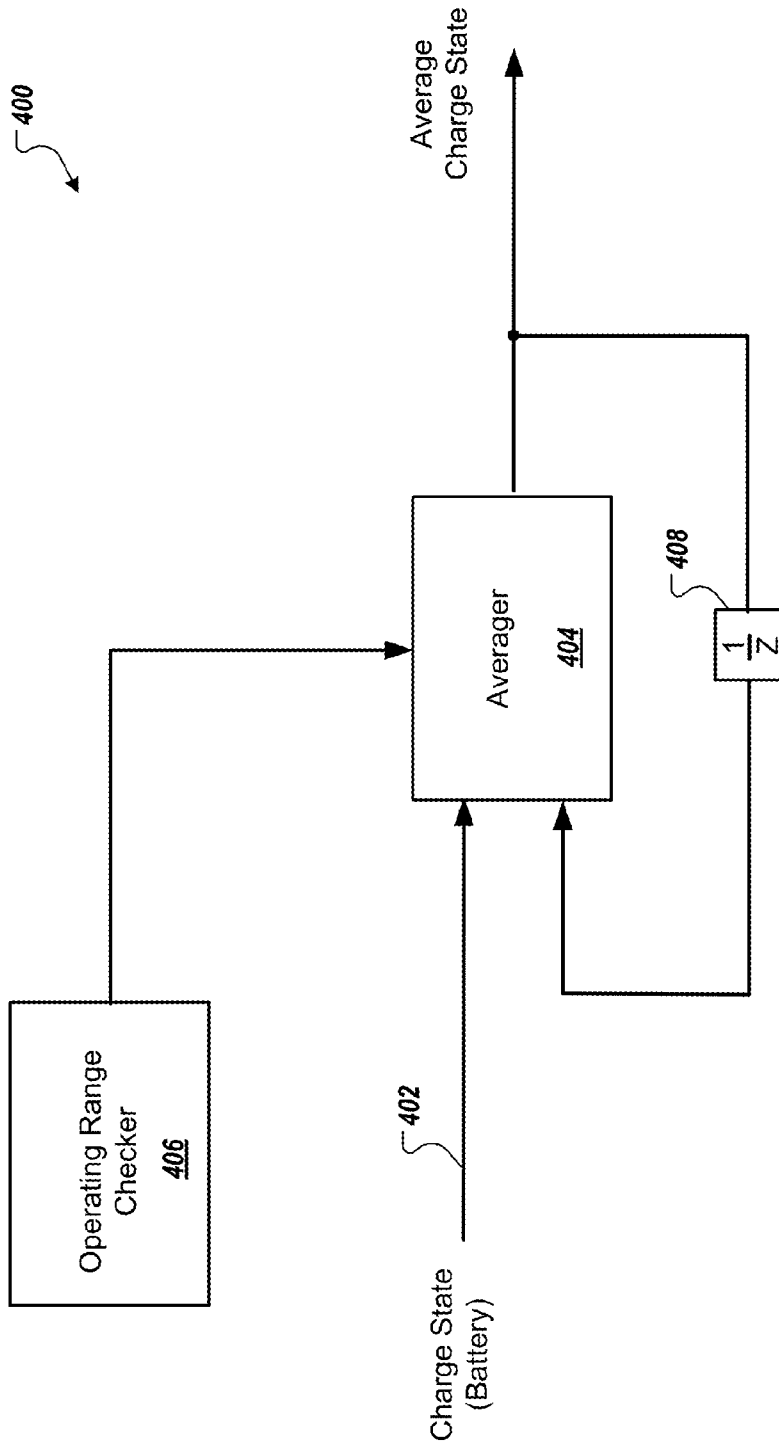 400
Operating Range
Checker
406
Charge State
(Battery)
402
Averager
404
Average
Charge State
408
1
Z